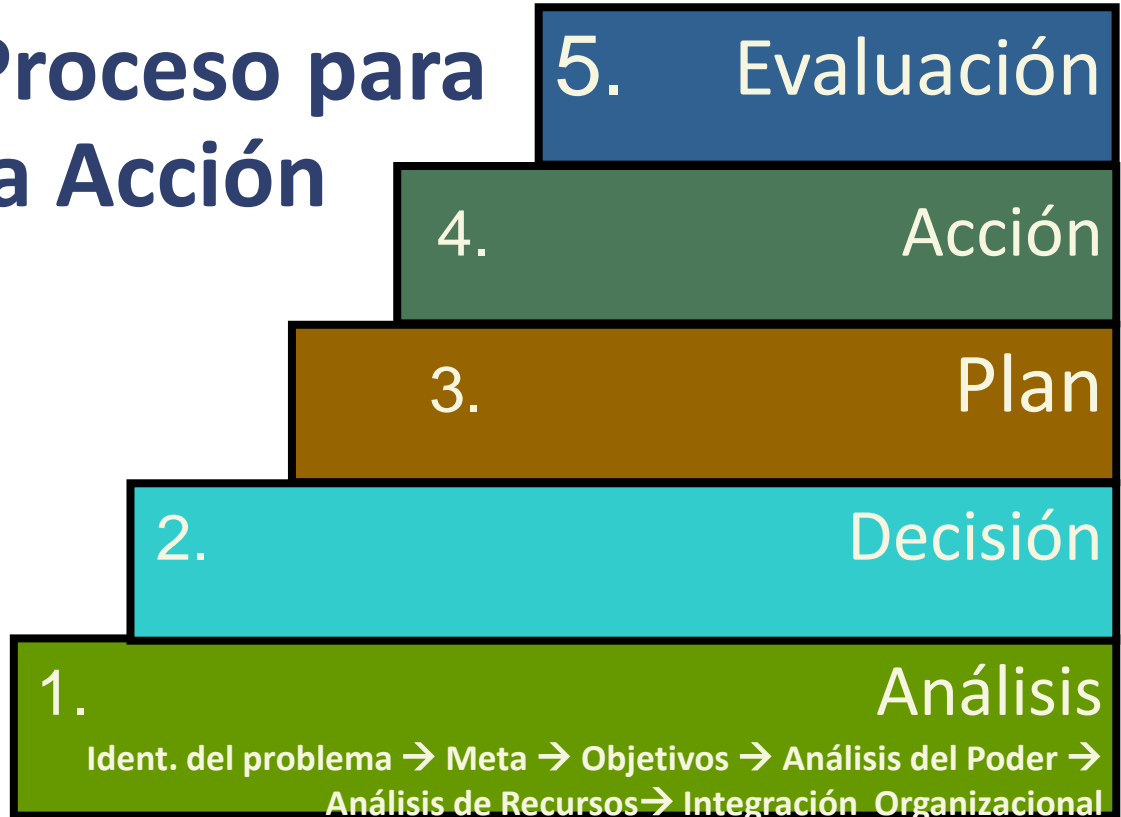 Proceso para
a Acción
5. Evaluación
4. Acción
3. Plan
2. Decisión
1. Análisis
Ident. del problema → Meta → Objetivos → Análisis del Poder →
Análisis de Recursos→ Integración Organizacional